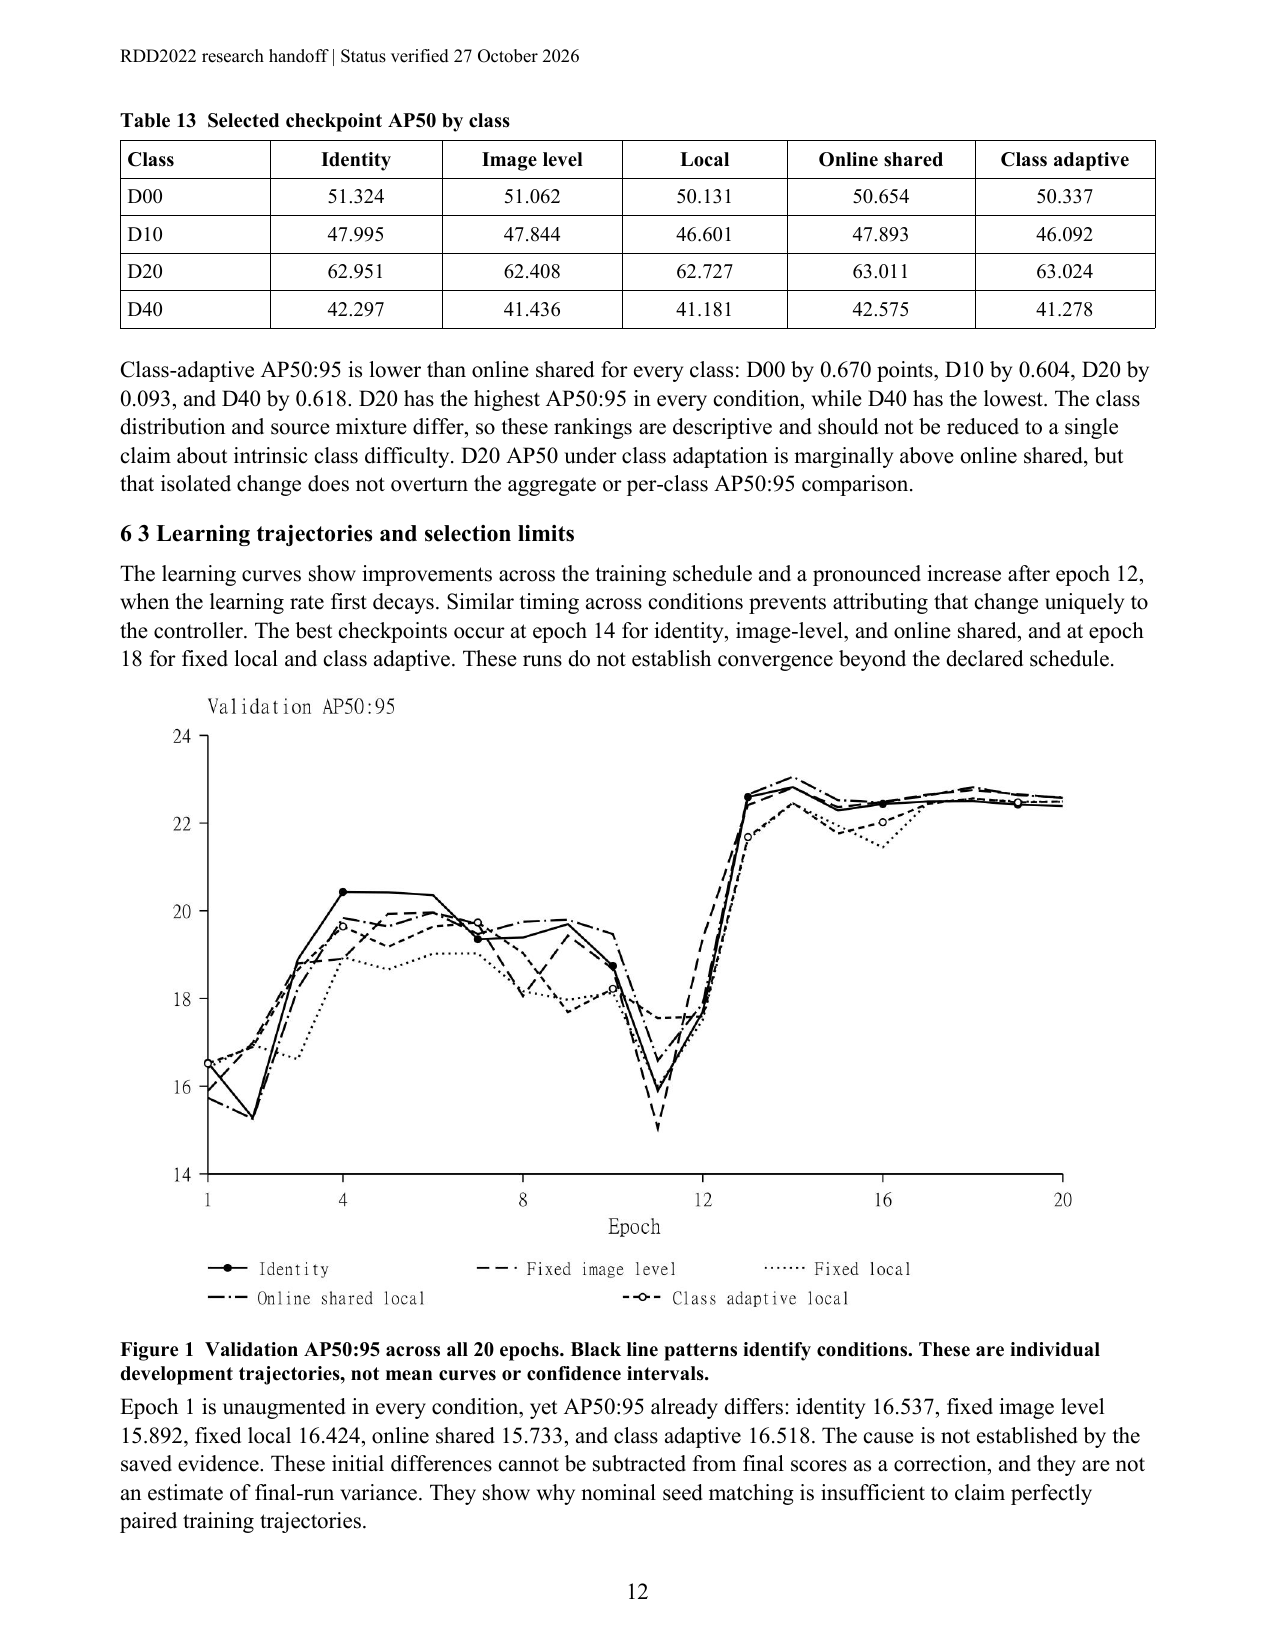 RDD2022 research handoff | Status verified 27 October 2026
Table 13  Selected checkpoint AP50 by class
Class Identity Image level Local Online shared Class adaptive
D00 51.324 51.062 50.131 50.654 50.337
D10 47.995 47.844 46.601 47.893 46.092
D20 62.951 62.408 62.727 63.011 63.024
D40 42.297 41.436 41.181 42.575 41.278
Class-adaptive AP50:95 is lower than online shared for every class: D00 by 0.670 points, D10 by 0.604, D20 by
0.093, and D40 by 0.618. D20 has the highest AP50:95 in every condition, while D40 has the lowest. The class
distribution and source mixture differ, so these rankings are descriptive and should not be reduced to a single
claim about intrinsic class difficulty. D20 AP50 under class adaptation is marginally above online shared, but
that isolated change does not overturn the aggregate or per-class AP50:95 comparison.
6 3 Learning trajectories and selection limits
The learning curves show improvements across the training schedule and a pronounced increase after epoch 12,
when the learning rate first decays. Similar timing across conditions prevents attributing that change uniquely to
the controller. The best checkpoints occur at epoch 14 for identity, image-level, and online shared, and at epoch
18 for fixed local and class adaptive. These runs do not establish convergence beyond the declared schedule.
Validation AP50:95
24
22
20
18
16
14
1 4 8 12 16 20
Epoch
Identity Fixed image level Fixed local
Online shared local Class adaptive local
Figure 1  Validation AP50:95 across all 20 epochs. Black line patterns identify conditions. These are individual
development trajectories, not mean curves or confidence intervals.
Epoch 1 is unaugmented in every condition, yet AP50:95 already differs: identity 16.537, fixed image level
15.892, fixed local 16.424, online shared 15.733, and class adaptive 16.518. The cause is not established by the
saved evidence. These initial differences cannot be subtracted from final scores as a correction, and they are not
an estimate of final-run variance. They show why nominal seed matching is insufficient to claim perfectly
paired training trajectories.
12